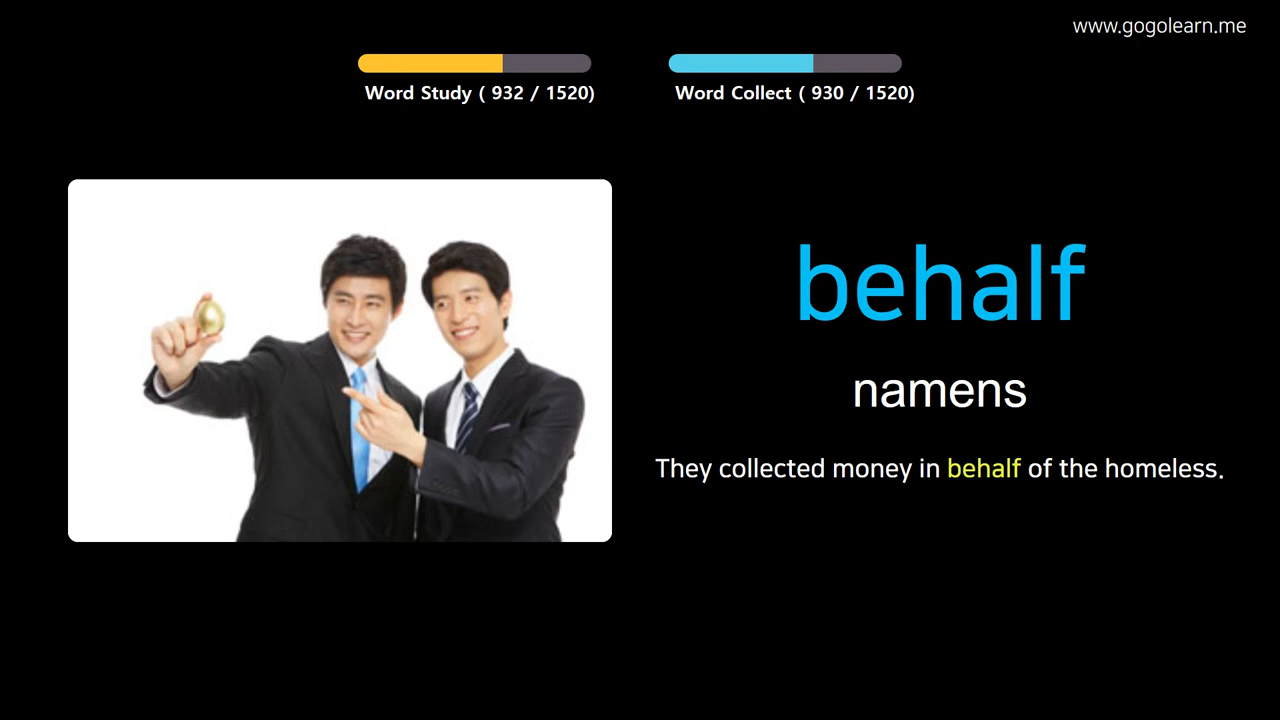 www.gogolearn.me
Word Study ( 932 / 1520)
Word Collect ( 930 / 1520)
behalf
namens
They collected money in behalf of the homeless.